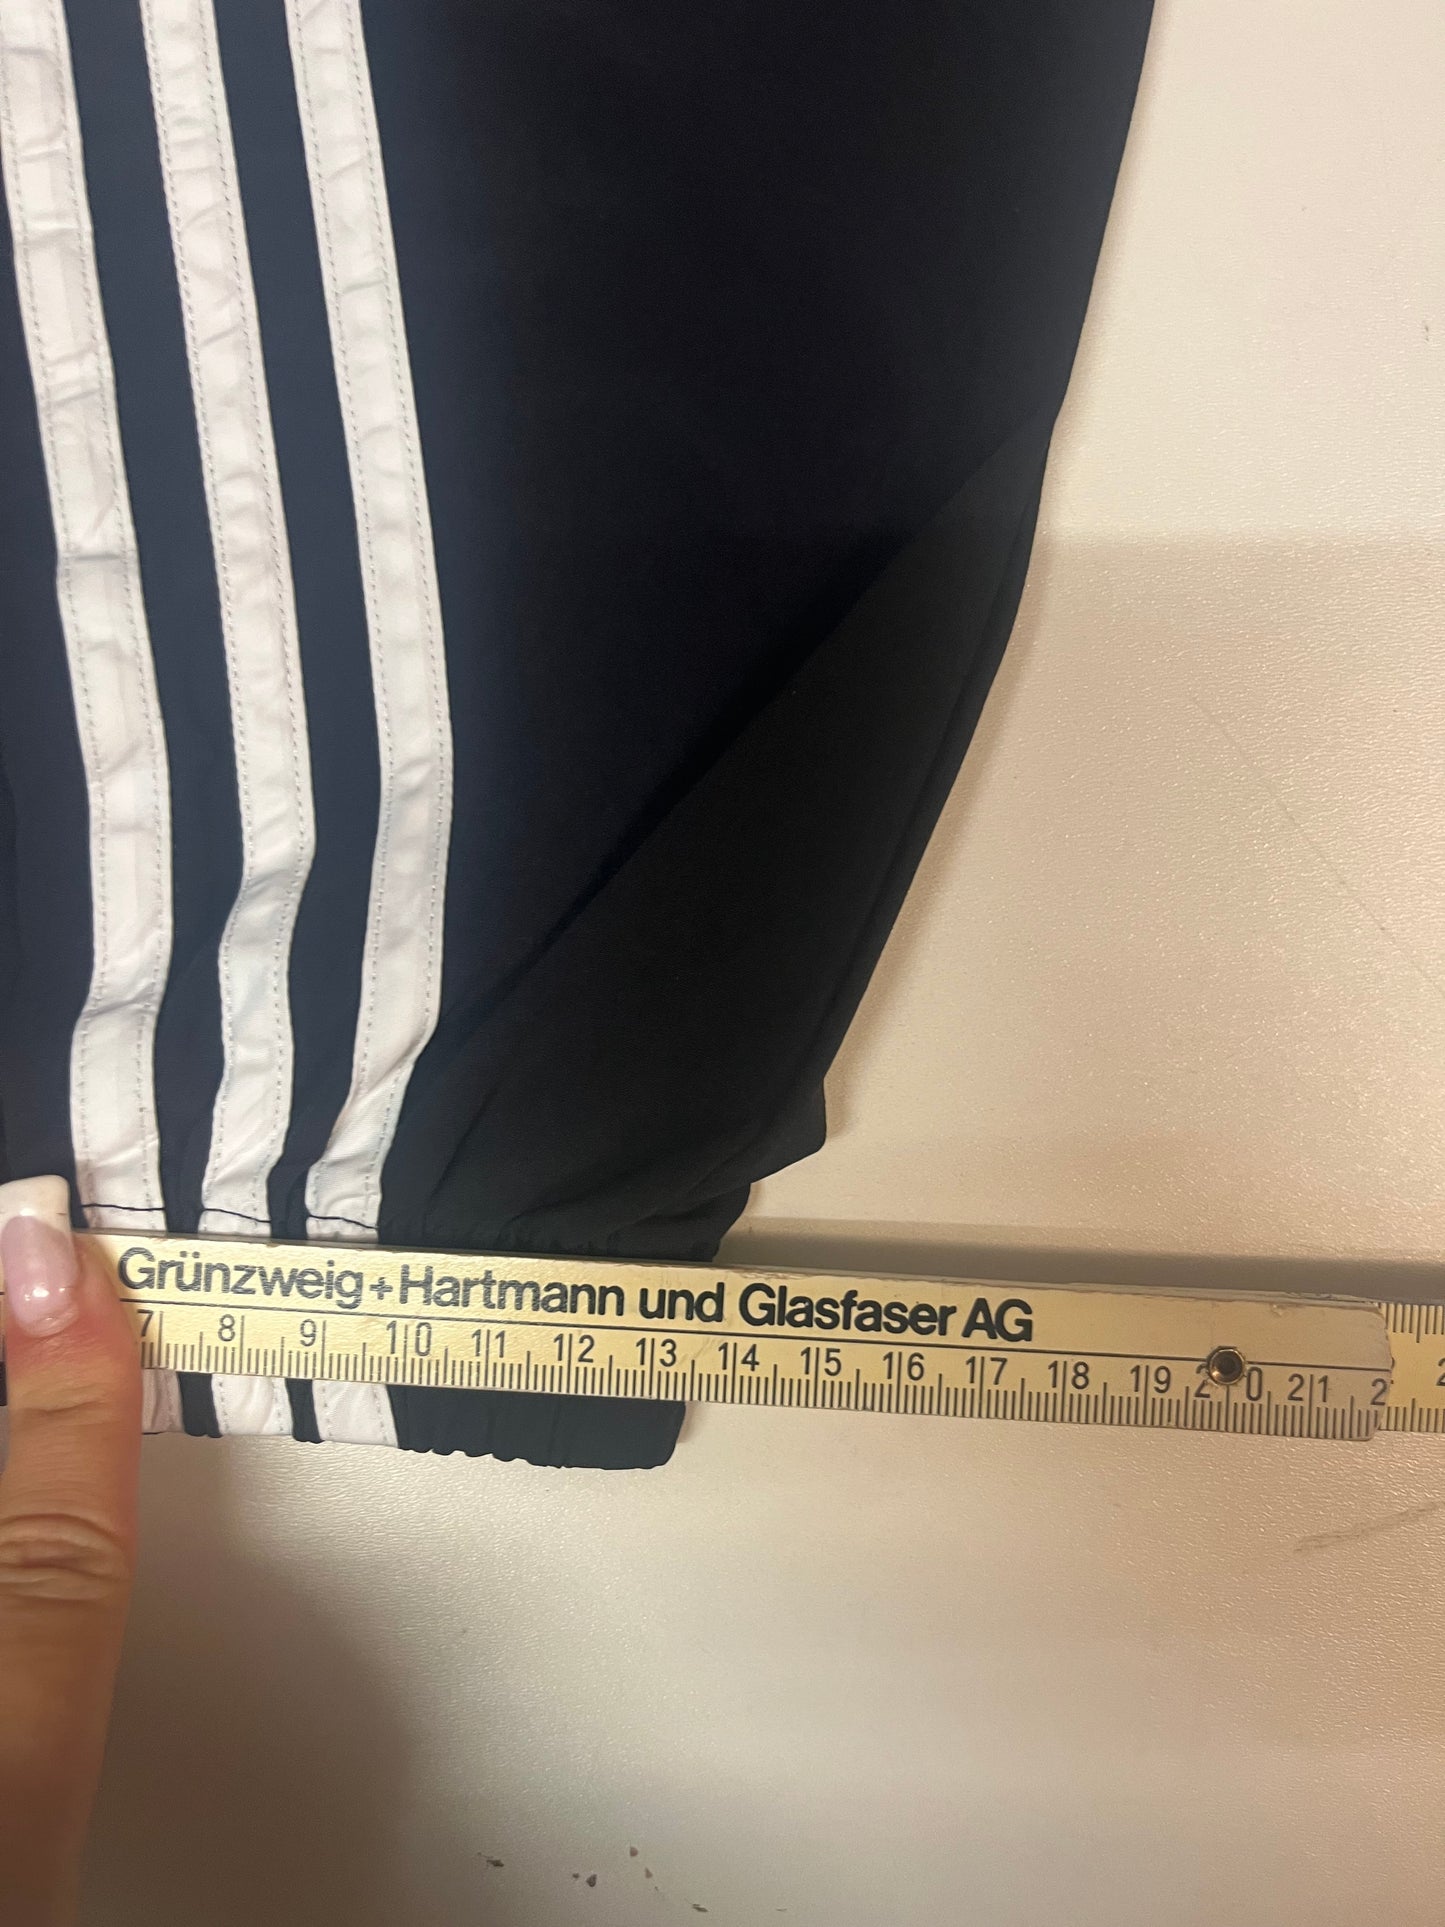 Grünzweig+Hartmann und Glasfaser AG
7 8 9 10 11 12 13 14 15 16 17 18 19 20 21 2